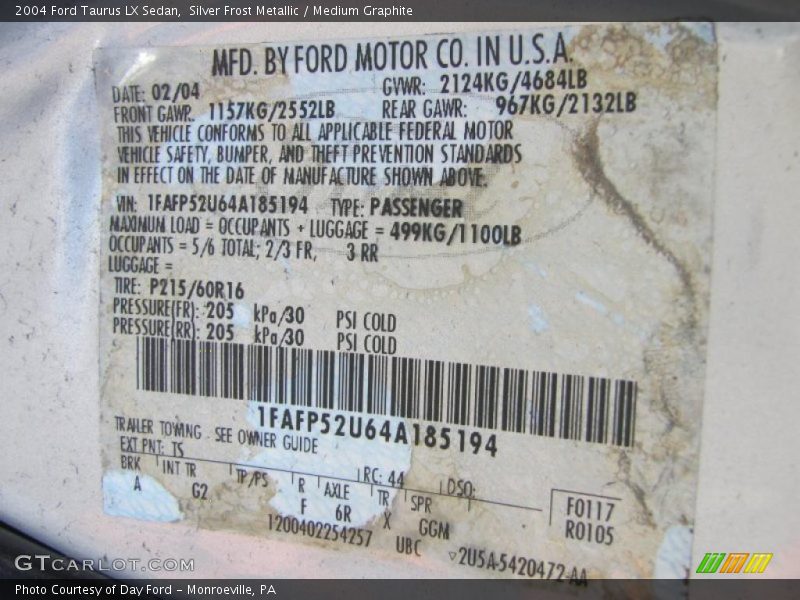 2004 Ford Taurus LX Sedan, Silver Frost Metallic / Medium Graphite
MFD. BY FORD MOTOR CO. IN U.S.A.
DATE: 02/04 GVWR: 2124KG/4684LB
FRONT GAWR: 1157KG/2552LB REAR GAWR: 967KG/2132LB
THIS VEHICLE CONFORMS TO ALL APPLICABLE FEDERAL MOTOR
VEHICLE SAFETY, BUMPER, AND THEFT PREVENTION STANDARDS
IN EFFECT ON THE DATE OF MANUFACTURE SHOWN ABOVE.
VIN: 1FAFP52U64A185194 TYPE: PASSENGER
MAXIMUM LOAD = OCCUPANTS + LUGGAGE = 499KG/1100LB
OCCUPANTS = 5/6 TOTAL; 2/3 FR, 3 RR
LUGGAGE =
TIRE: P215/60R16
PRESSURE(FR): 205 kPa/30 PSI COLD
PRESSURE(RR): 205 kPa/30 PSI COLD
1FAFP52U64A185194
TRAILER TOWING - SEE OWNER GUIDE
EXT PNT: TS RC: 44 DSO:
BRK INT TR TP/PS R AXLE TR SPR F0117
A G2 F 6R X GGM R0105
1200402254257 UBC 2U5A-5420472-AA
GTCARLOT.COM
Photo Courtesy of Day Ford - Monroeville, PA